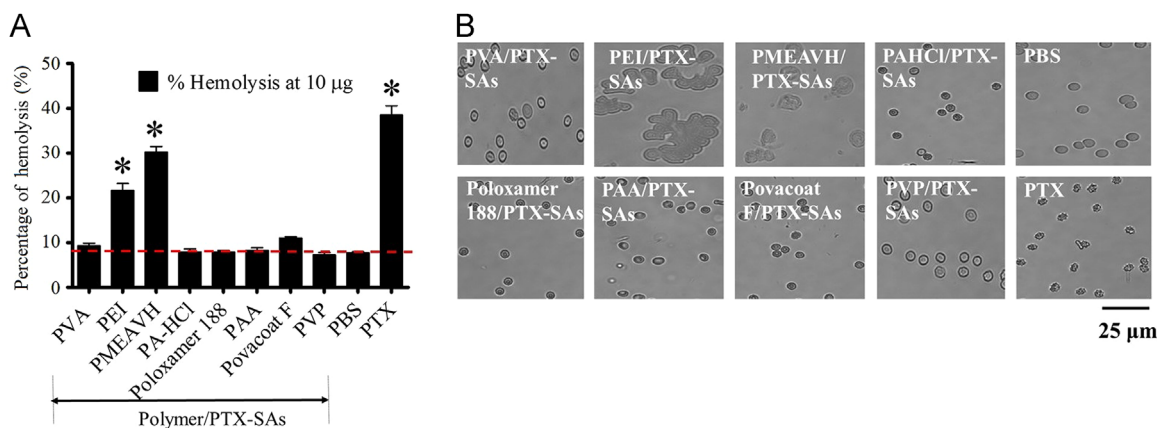 A
Percentage of hemolysis (%)
50
40
30
20
10
0
% Hemolysis at 10 µg
*
*
*
PVA
PEI
PMEAVH
PA-HCl
Poloxamer 188
PAA
Povacoat F
PVP
PBS
PTX
Polymer/PTX-SAs
B
PVA/PTX-
SAs
PEI/PTX-
SAs
PMEAVH/
PTX-SAs
PAHCl/PTX-
SAs
PBS
Poloxamer
188/PTX-SAs
PAA/PTX-
SAs
Povacoat
F/PTX-SAs
PVP/PTX-
SAs
PTX
25 µm